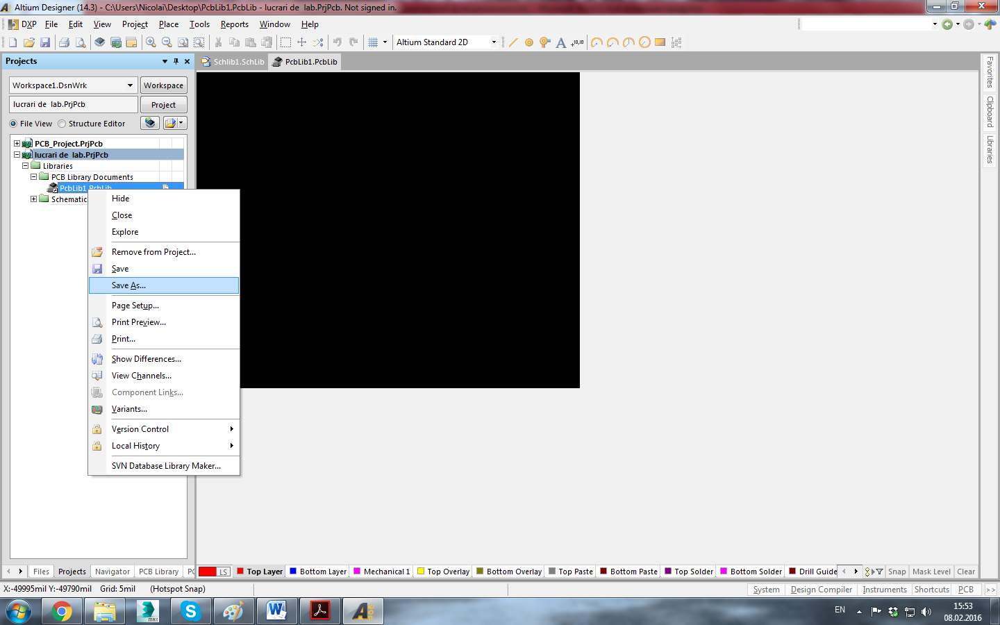 Altium Designer (14.3) - C:\Users\Nicolai\Desktop\PcbLib1.PcbLib - lucrari de  lab.PrjPcb. Not signed in.
DXP File Edit View Project Place Tools Reports Window Help
Altium Standard 2D
+10,10
Projects
Schlib1.SchLib PcbLib1.PcbLib
Workspace1.DsnWrk Workspace
lucrari de  lab.PrjPcb Project
File View Structure Editor
PCB_Project.PrjPcb
lucrari de  lab.PrjPcb
Libraries
PCB Library Documents
PcbLib1.PcbLib
Schematic
Hide
Close
Explore
Remove from Project...
Save
Save As...
Page Setup...
Print Preview...
Print...
Show Differences...
View Channels...
Component Links...
Variants...
Version Control
Local History
SVN Database Library Maker...
Favorites
Clipboard
Libraries
Files Projects Navigator PCB Library PC
LS Top Layer Bottom Layer Mechanical 1 Top Overlay Bottom Overlay Top Paste Bottom Paste Top Solder Bottom Solder Drill Guide Snap Mask Level Clear
X:-49995mil Y:-49790mil Grid: 5mil (Hotspot Snap) System Design Compiler Instruments Shortcuts PCB >>
EN 15:53
08.02.2016